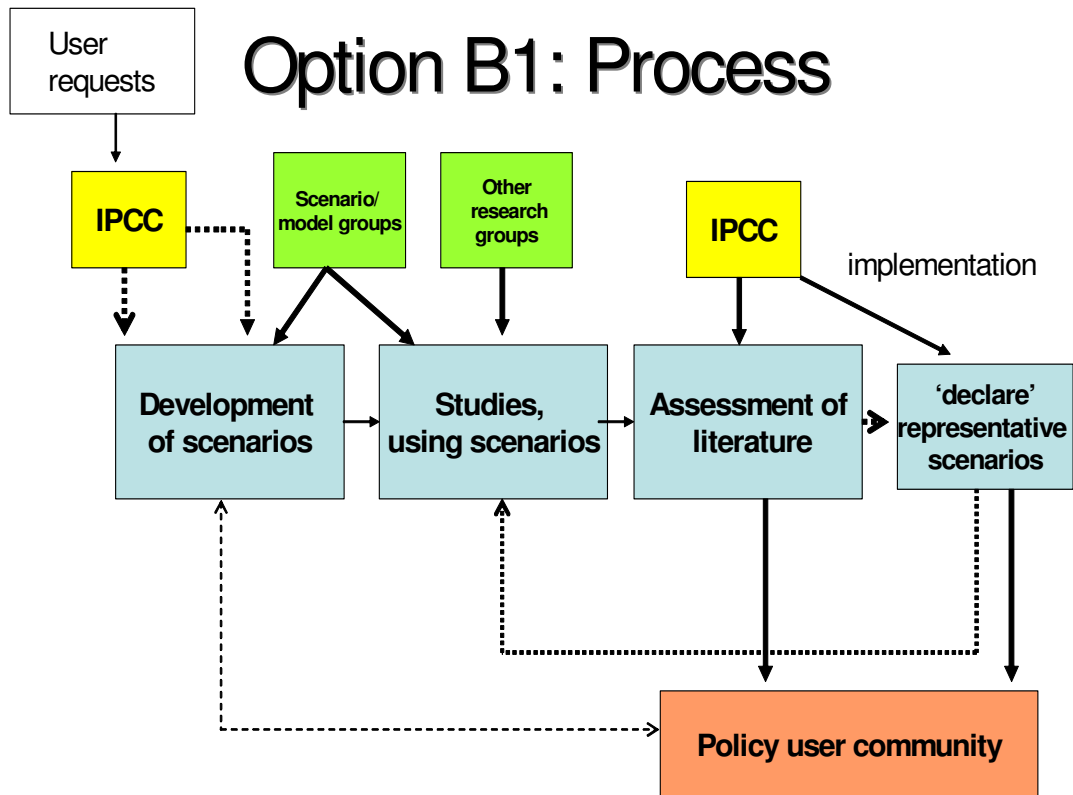 User
requests
Option B1: Process
IPCC
Scenario/
model groups
Other
research
groups
IPCC
implementation
Development
of scenarios
Studies,
using scenarios
Assessment of
literature
‘declare’
representative
scenarios
Policy user community